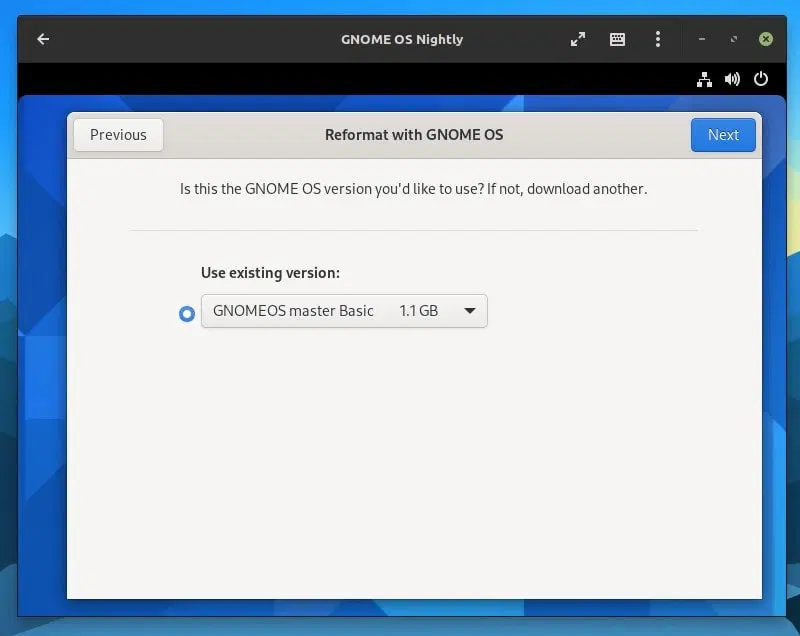 GNOME OS Nightly
Previous
Reformat with GNOME OS
Next
Is this the GNOME OS version you'd like to use? If not, download another.
Use existing version:
GNOMEOS master Basic 1.1 GB